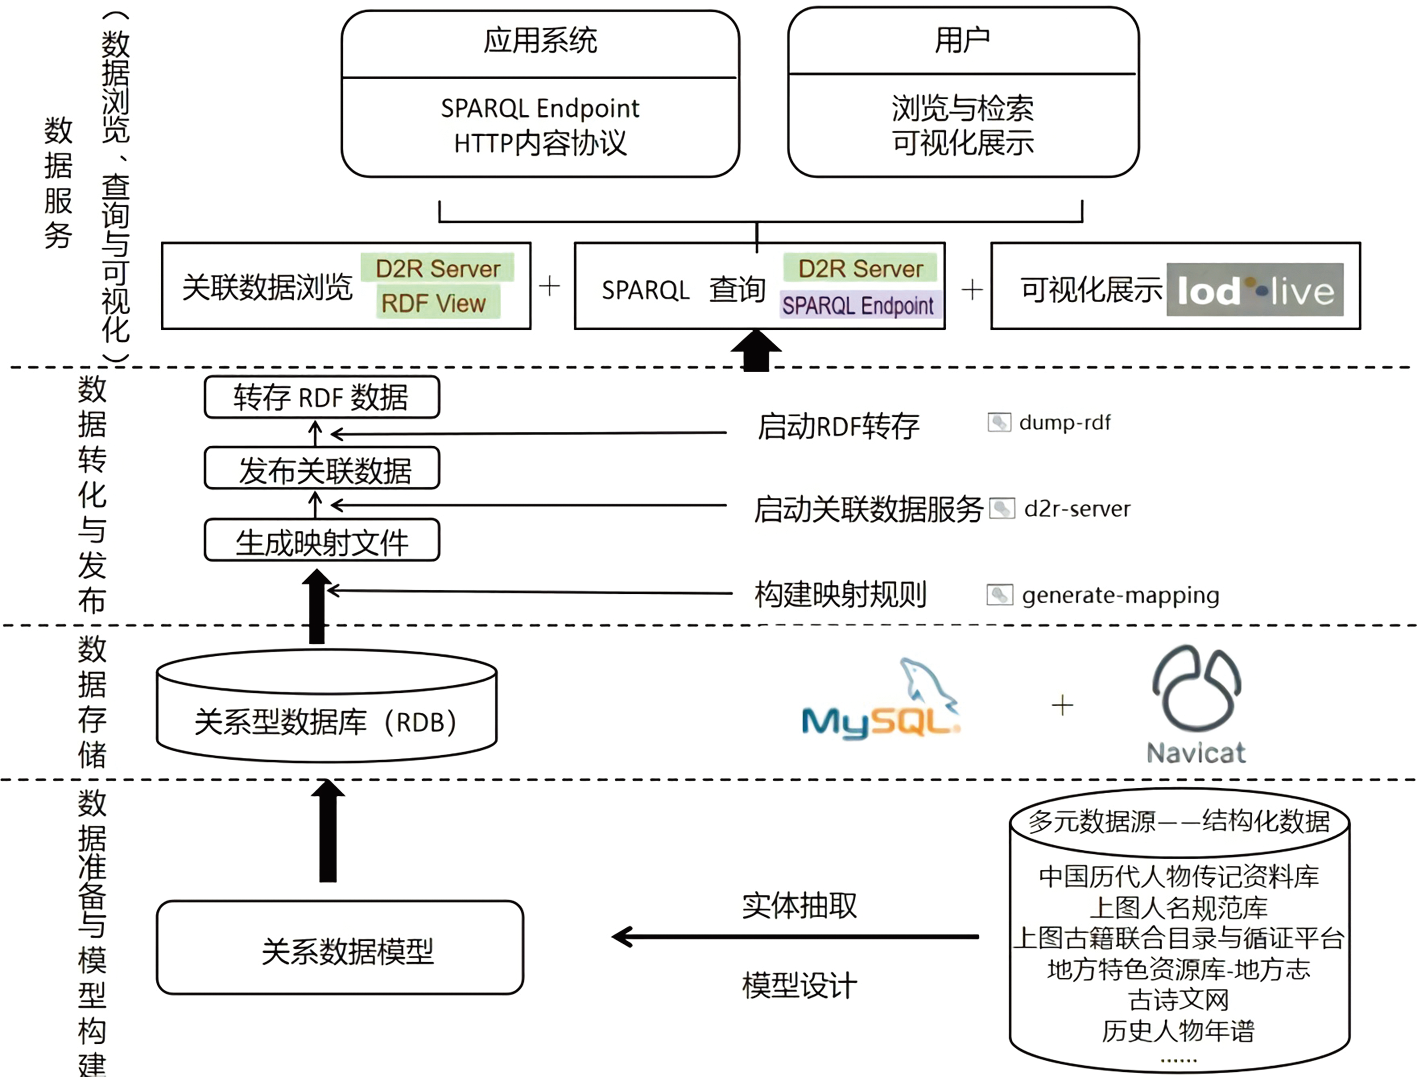 数据服务
（数据浏览、查询与可视化）
应用系统
SPARQL Endpoint
HTTP内容协议
用户
浏览与检索
可视化展示
关联数据浏览
D2R Server
RDF View
+
SPARQL 查询
D2R Server
SPARQL Endpoint
+
可视化展示
lodlive
数据转化与发布
转存 RDF 数据
发布关联数据
生成映射文件
启动RDF转存
dump-rdf
启动关联数据服务
d2r-server
构建映射规则
generate-mapping
数据存储
关系型数据库（RDB）
MySQL
+
Navicat
数据准备与模型构建
关系数据模型
实体抽取
模型设计
多元数据源——结构化数据
中国历代人物传记资料库
上图人名规范库
上图古籍联合目录与循证平台
地方特色资源库-地方志
古诗文网
历史人物年谱
......